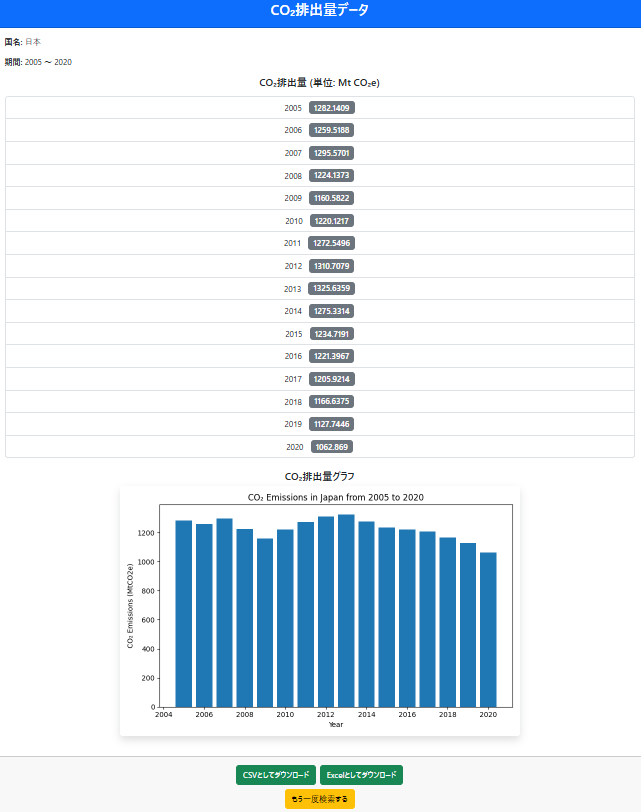 CO₂排出量データ
国名: 日本
期間: 2005 ～ 2020
CO₂排出量 (単位: Mt CO₂e)
2005 1282.1409
2006 1259.5188
2007 1295.5701
2008 1224.1373
2009 1160.5822
2010 1220.1217
2011 1272.5496
2012 1310.7079
2013 1325.6359
2014 1275.3314
2015 1234.7191
2016 1221.3967
2017 1205.9214
2018 1166.6375
2019 1127.7446
2020 1062.869
CO₂排出量グラフ
CO₂ Emissions in Japan from 2005 to 2020
CO₂ Emissions (MtCO2e)
1200
1000
800
600
400
200
0
2004 2006 2008 2010 2012 2014 2016 2018 2020
Year
CSVとしてダウンロード Excelとしてダウンロード
もう一度検索する